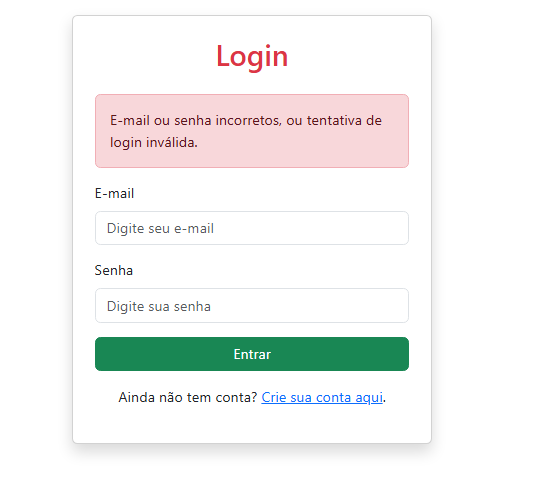 Login
E-mail ou senha incorretos, ou tentativa de
login inválida.
E-mail
Digite seu e-mail
Senha
Digite sua senha
Entrar
Ainda não tem conta? Crie sua conta aqui.